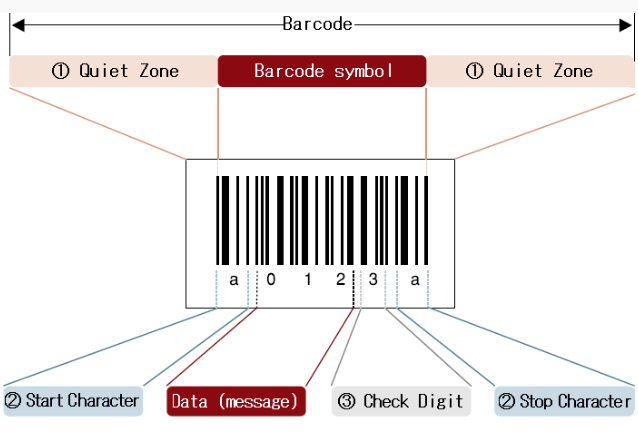 Barcode
① Quiet Zone
Barcode symbol
① Quiet Zone
a 0 1 2 3 a
② Start Character
Data (message)
③ Check Digit
② Stop Character